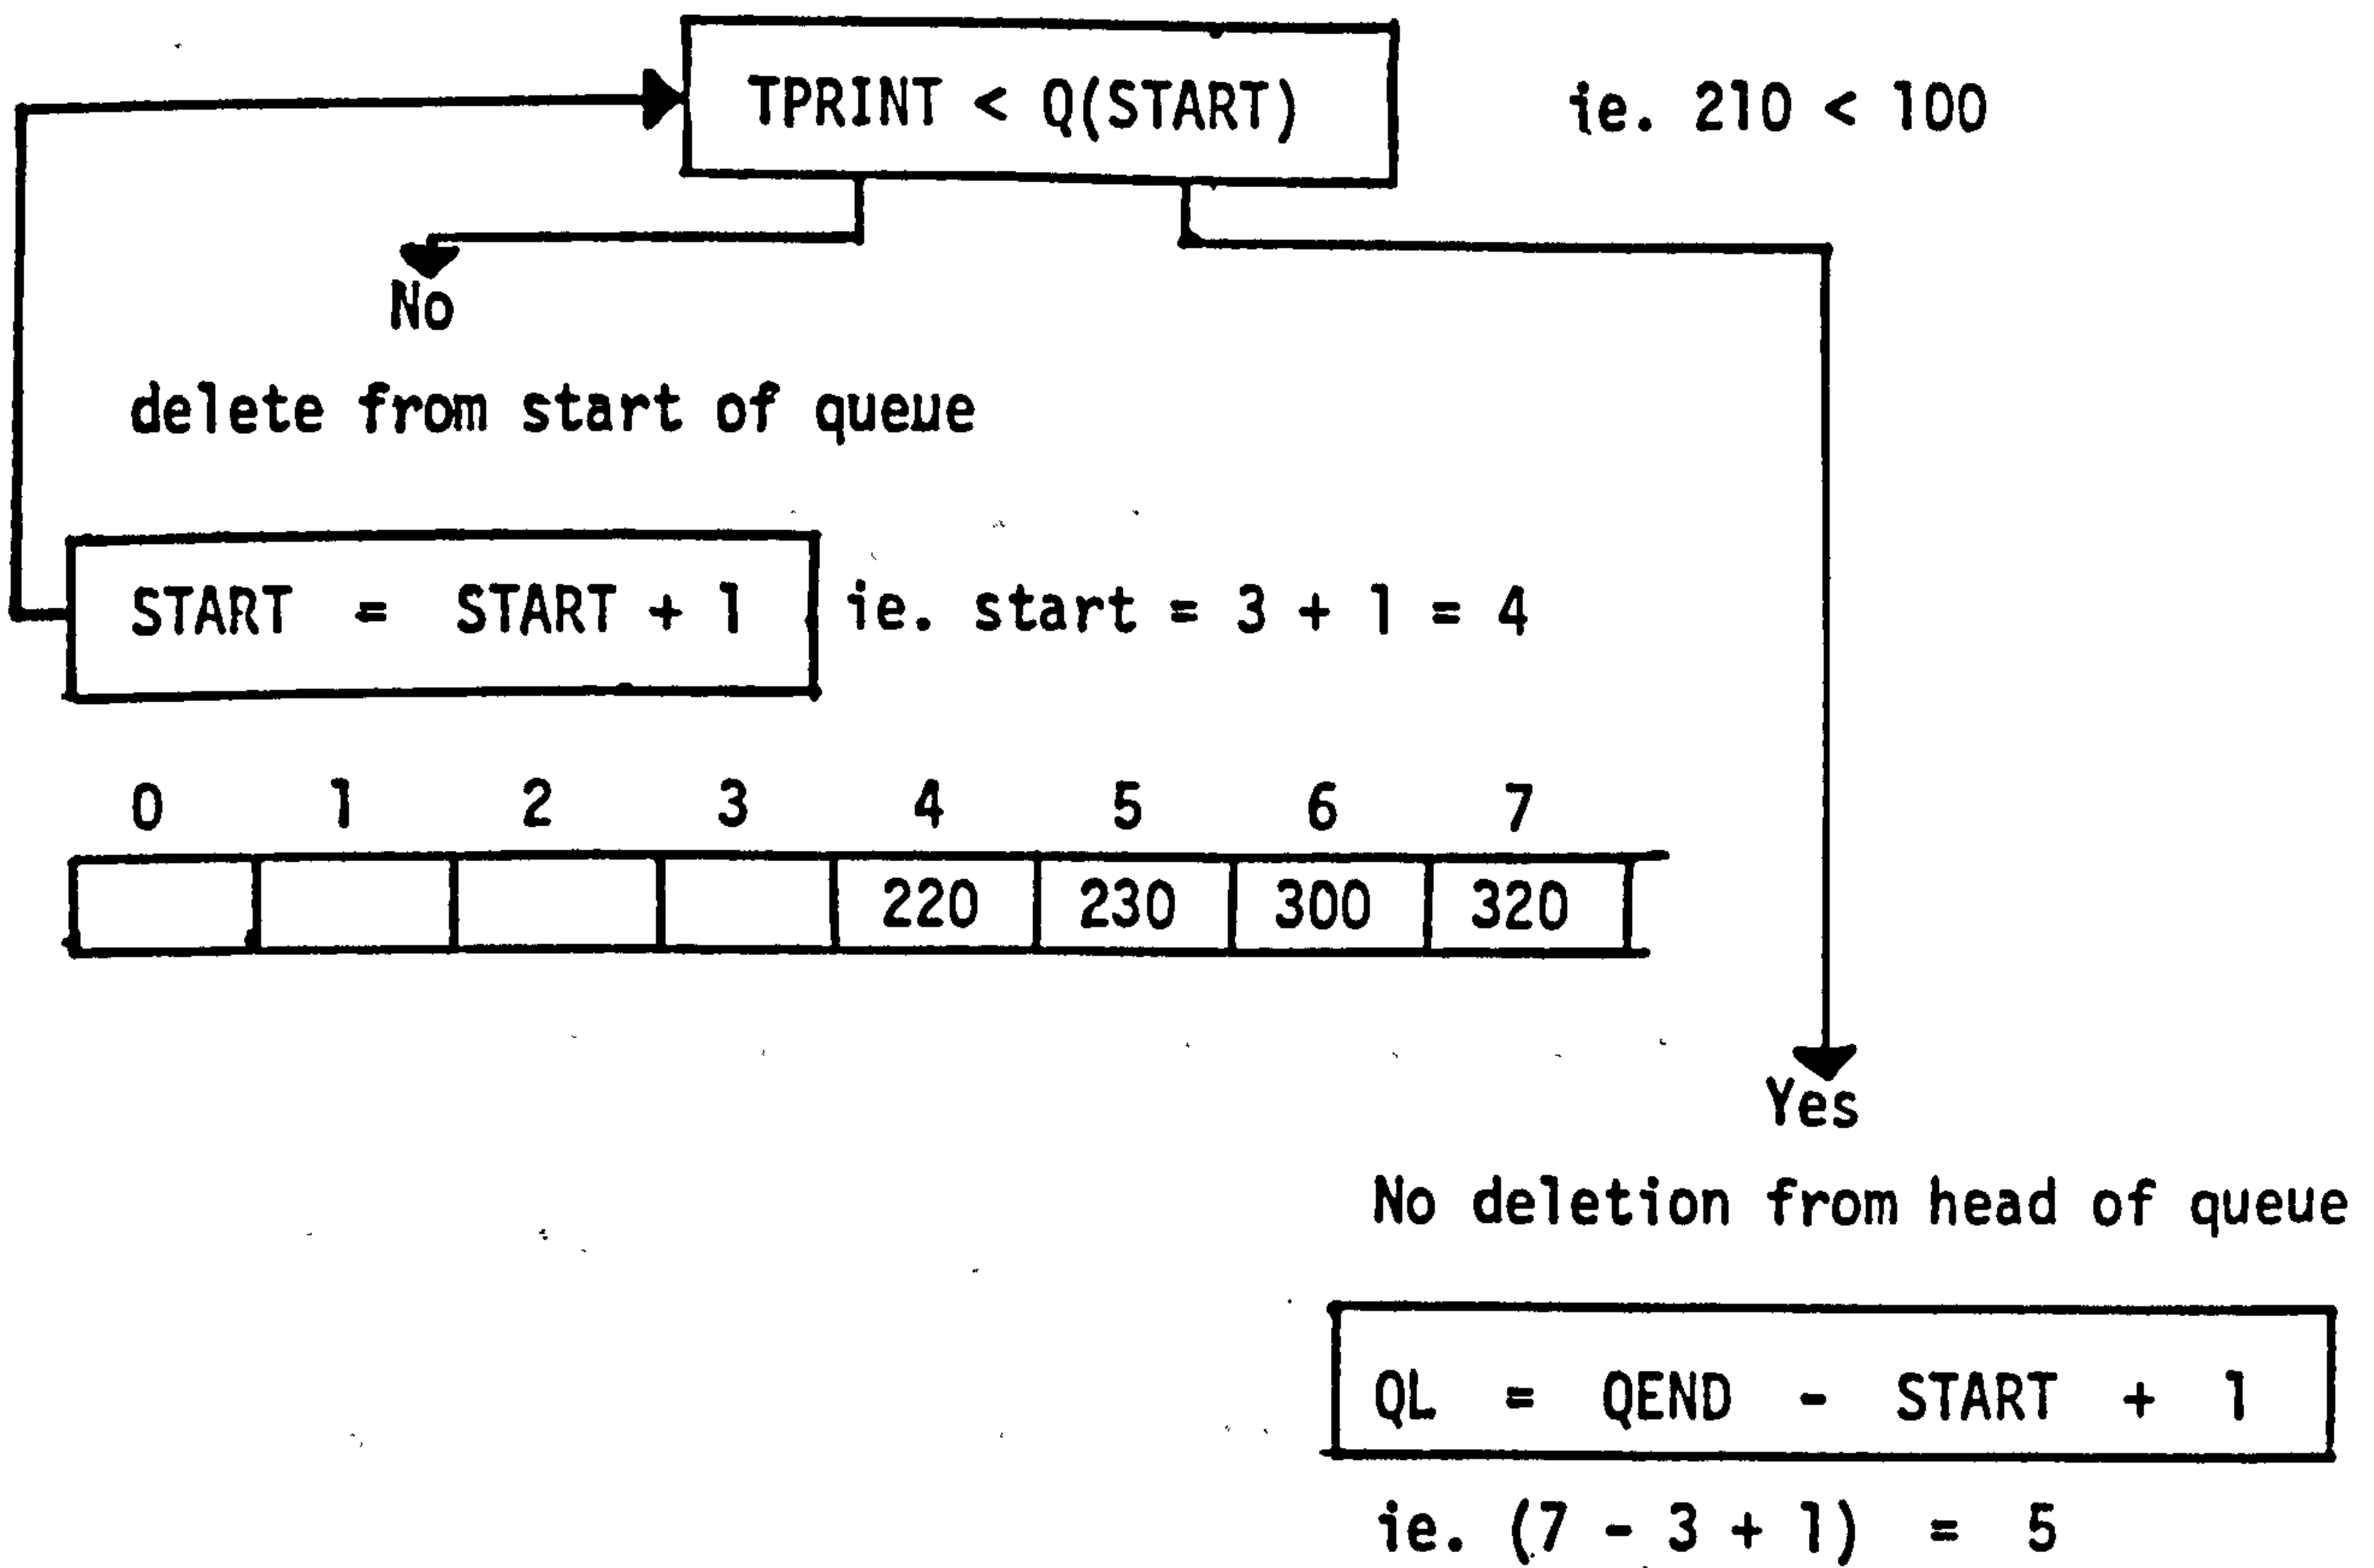 TPRINT < Q(START) ie. 210 < 100
No
delete from start of queue
START = START + 1 ie. start = 3 + 1 = 4
0 1 2 3 4 5 6 7
220 230 300 320
Yes
No deletion from head of queue
QL = QEND - START + 1
ie. (7 - 3 + 1) = 5